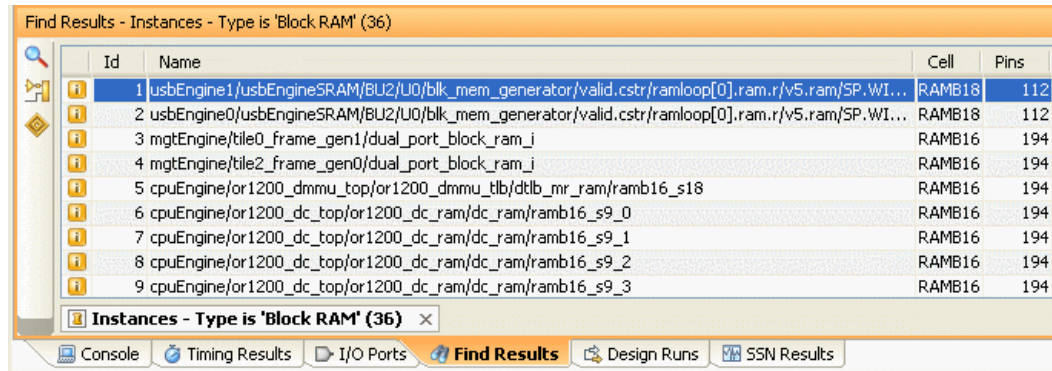 Find Results - Instances - Type is 'Block RAM' (36)
Id Name Cell Pins
1 usbEngine1/usbEngineSRAM/BU2/U0/blk_mem_generator/valid.cstr/ramloop[0].ram.r/v5.ram/SP.WI... RAMB18 112
2 usbEngine0/usbEngineSRAM/BU2/U0/blk_mem_generator/valid.cstr/ramloop[0].ram.r/v5.ram/SP.WI... RAMB18 112
3 mgtEngine/tile0_frame_gen1/dual_port_block_ram_i RAMB16 194
4 mgtEngine/tile2_frame_gen0/dual_port_block_ram_i RAMB16 194
5 cpuEngine/or1200_dmmu_top/or1200_dmmu_tlb/dtlb_mr_ram/ramb16_s18 RAMB16 194
6 cpuEngine/or1200_dc_top/or1200_dc_ram/dc_ram/ramb16_s9_0 RAMB16 194
7 cpuEngine/or1200_dc_top/or1200_dc_ram/dc_ram/ramb16_s9_1 RAMB16 194
8 cpuEngine/or1200_dc_top/or1200_dc_ram/dc_ram/ramb16_s9_2 RAMB16 194
9 cpuEngine/or1200_dc_top/or1200_dc_ram/dc_ram/ramb16_s9_3 RAMB16 194
Instances - Type is 'Block RAM' (36)
Console Timing Results I/O Ports Find Results Design Runs SSN Results